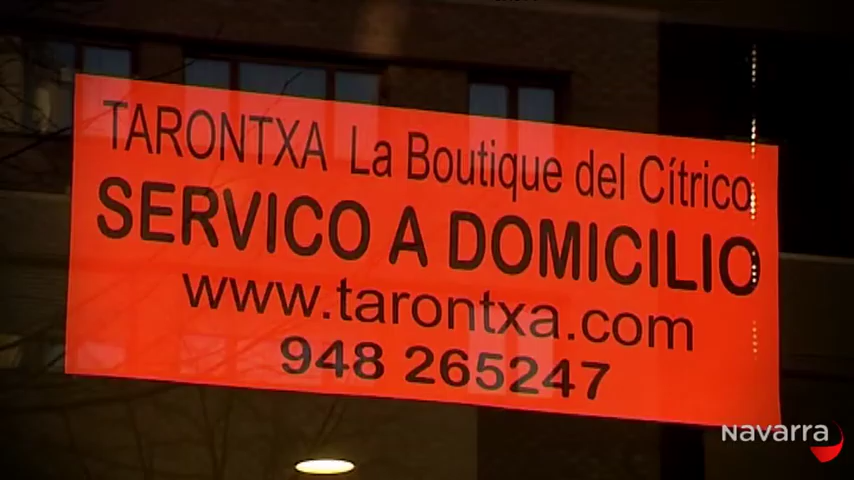 TARONTXA La Boutique del Cítrico
SERVICO A DOMICILIO
www.tarontxa.com
948 265247
Navarra